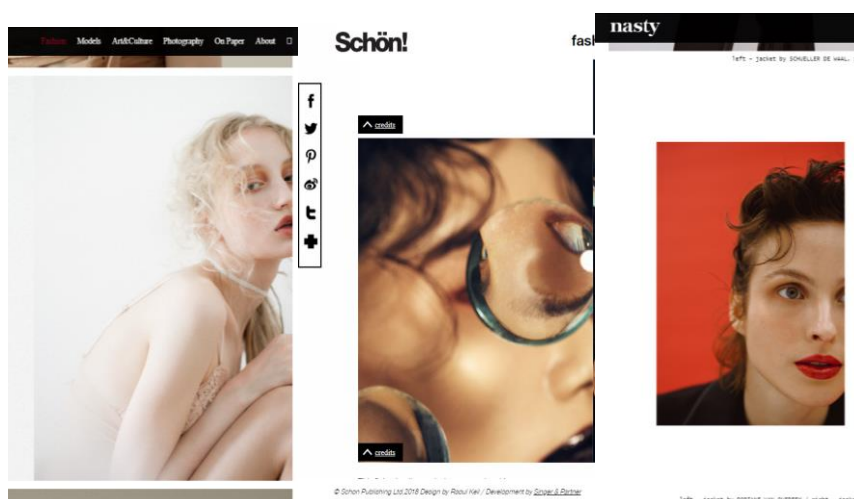 Fashion Models Art&Culture Photography On Paper About
Schön!
fas
credits
credits
© Schön Publishing Ltd.2018 Design by Raoul Keil / Development by Singer & Partner
nasty
left - jacket by SCHUELLER DE WAAL.